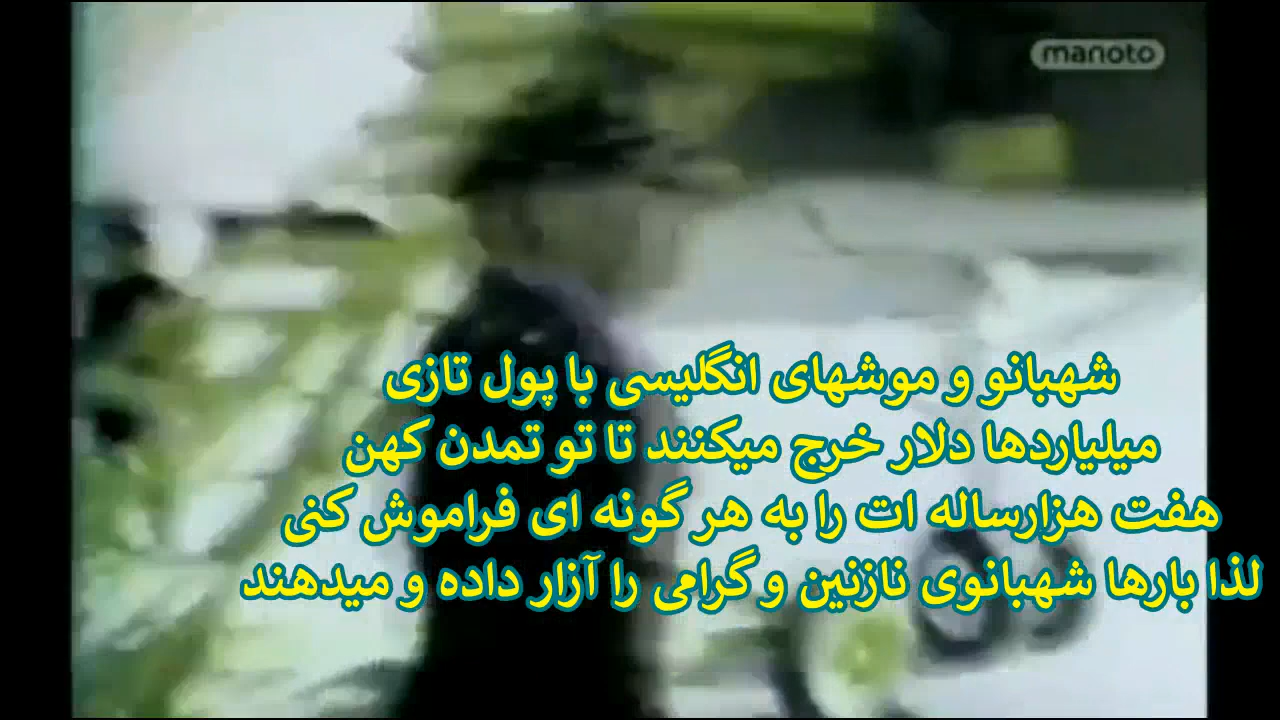 manoto
شهبانو و موشهای انگلیسی با پول تازی
میلیاردها دلار خرج میکنند تا تو تمدن کهن
هفت هزارساله ات را به هر گونه ای فراموش کنی
لذا بارها شهبانوی نازنین و گرامی را آزار داده و میدهند